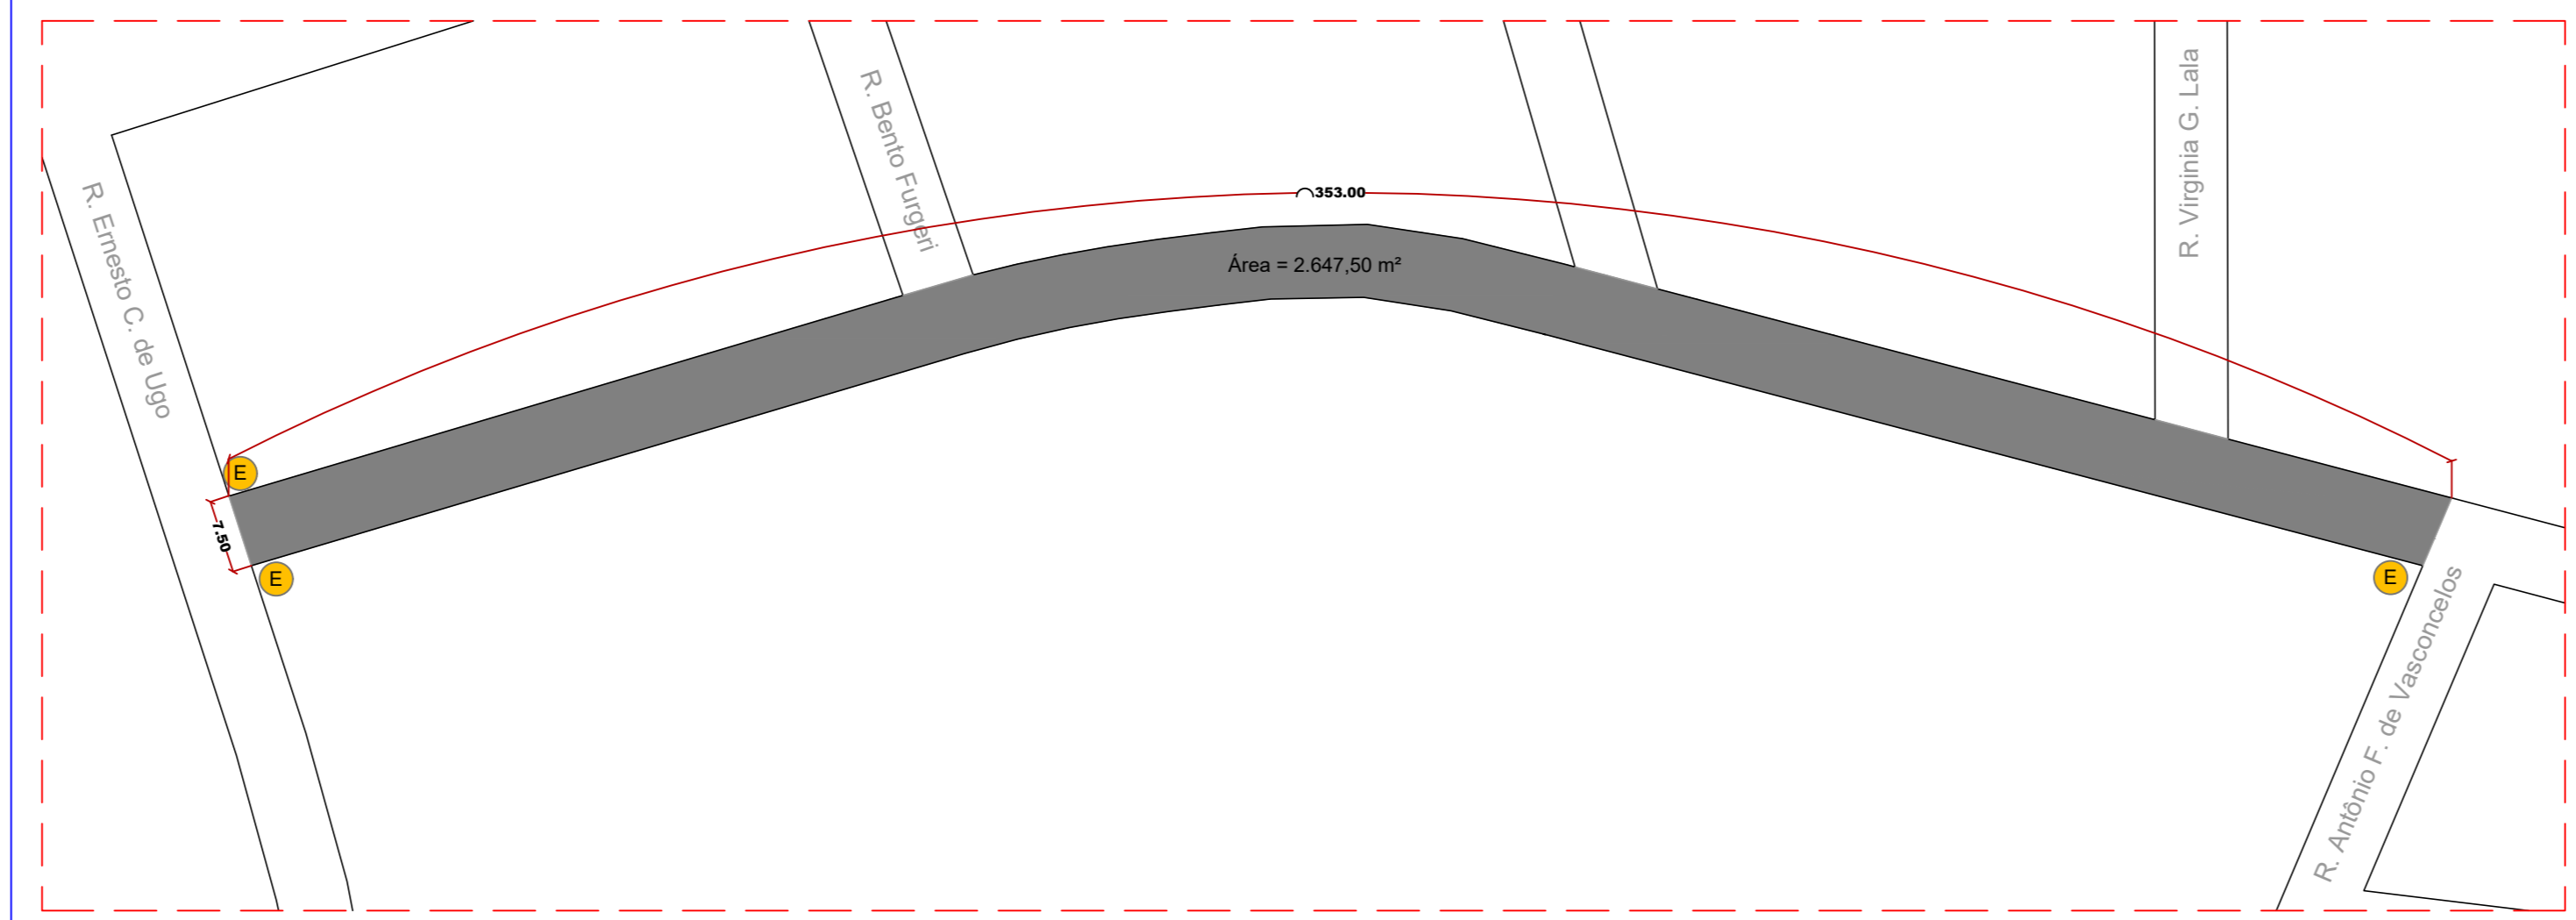 R. Ernesto C. de Ugo
R. Bento Furgeri
R. Virginia G. Lala
353.00
Área = 2.647,50 m²
E
7.50
E
E
R. Antônio F. de Vasconcelos